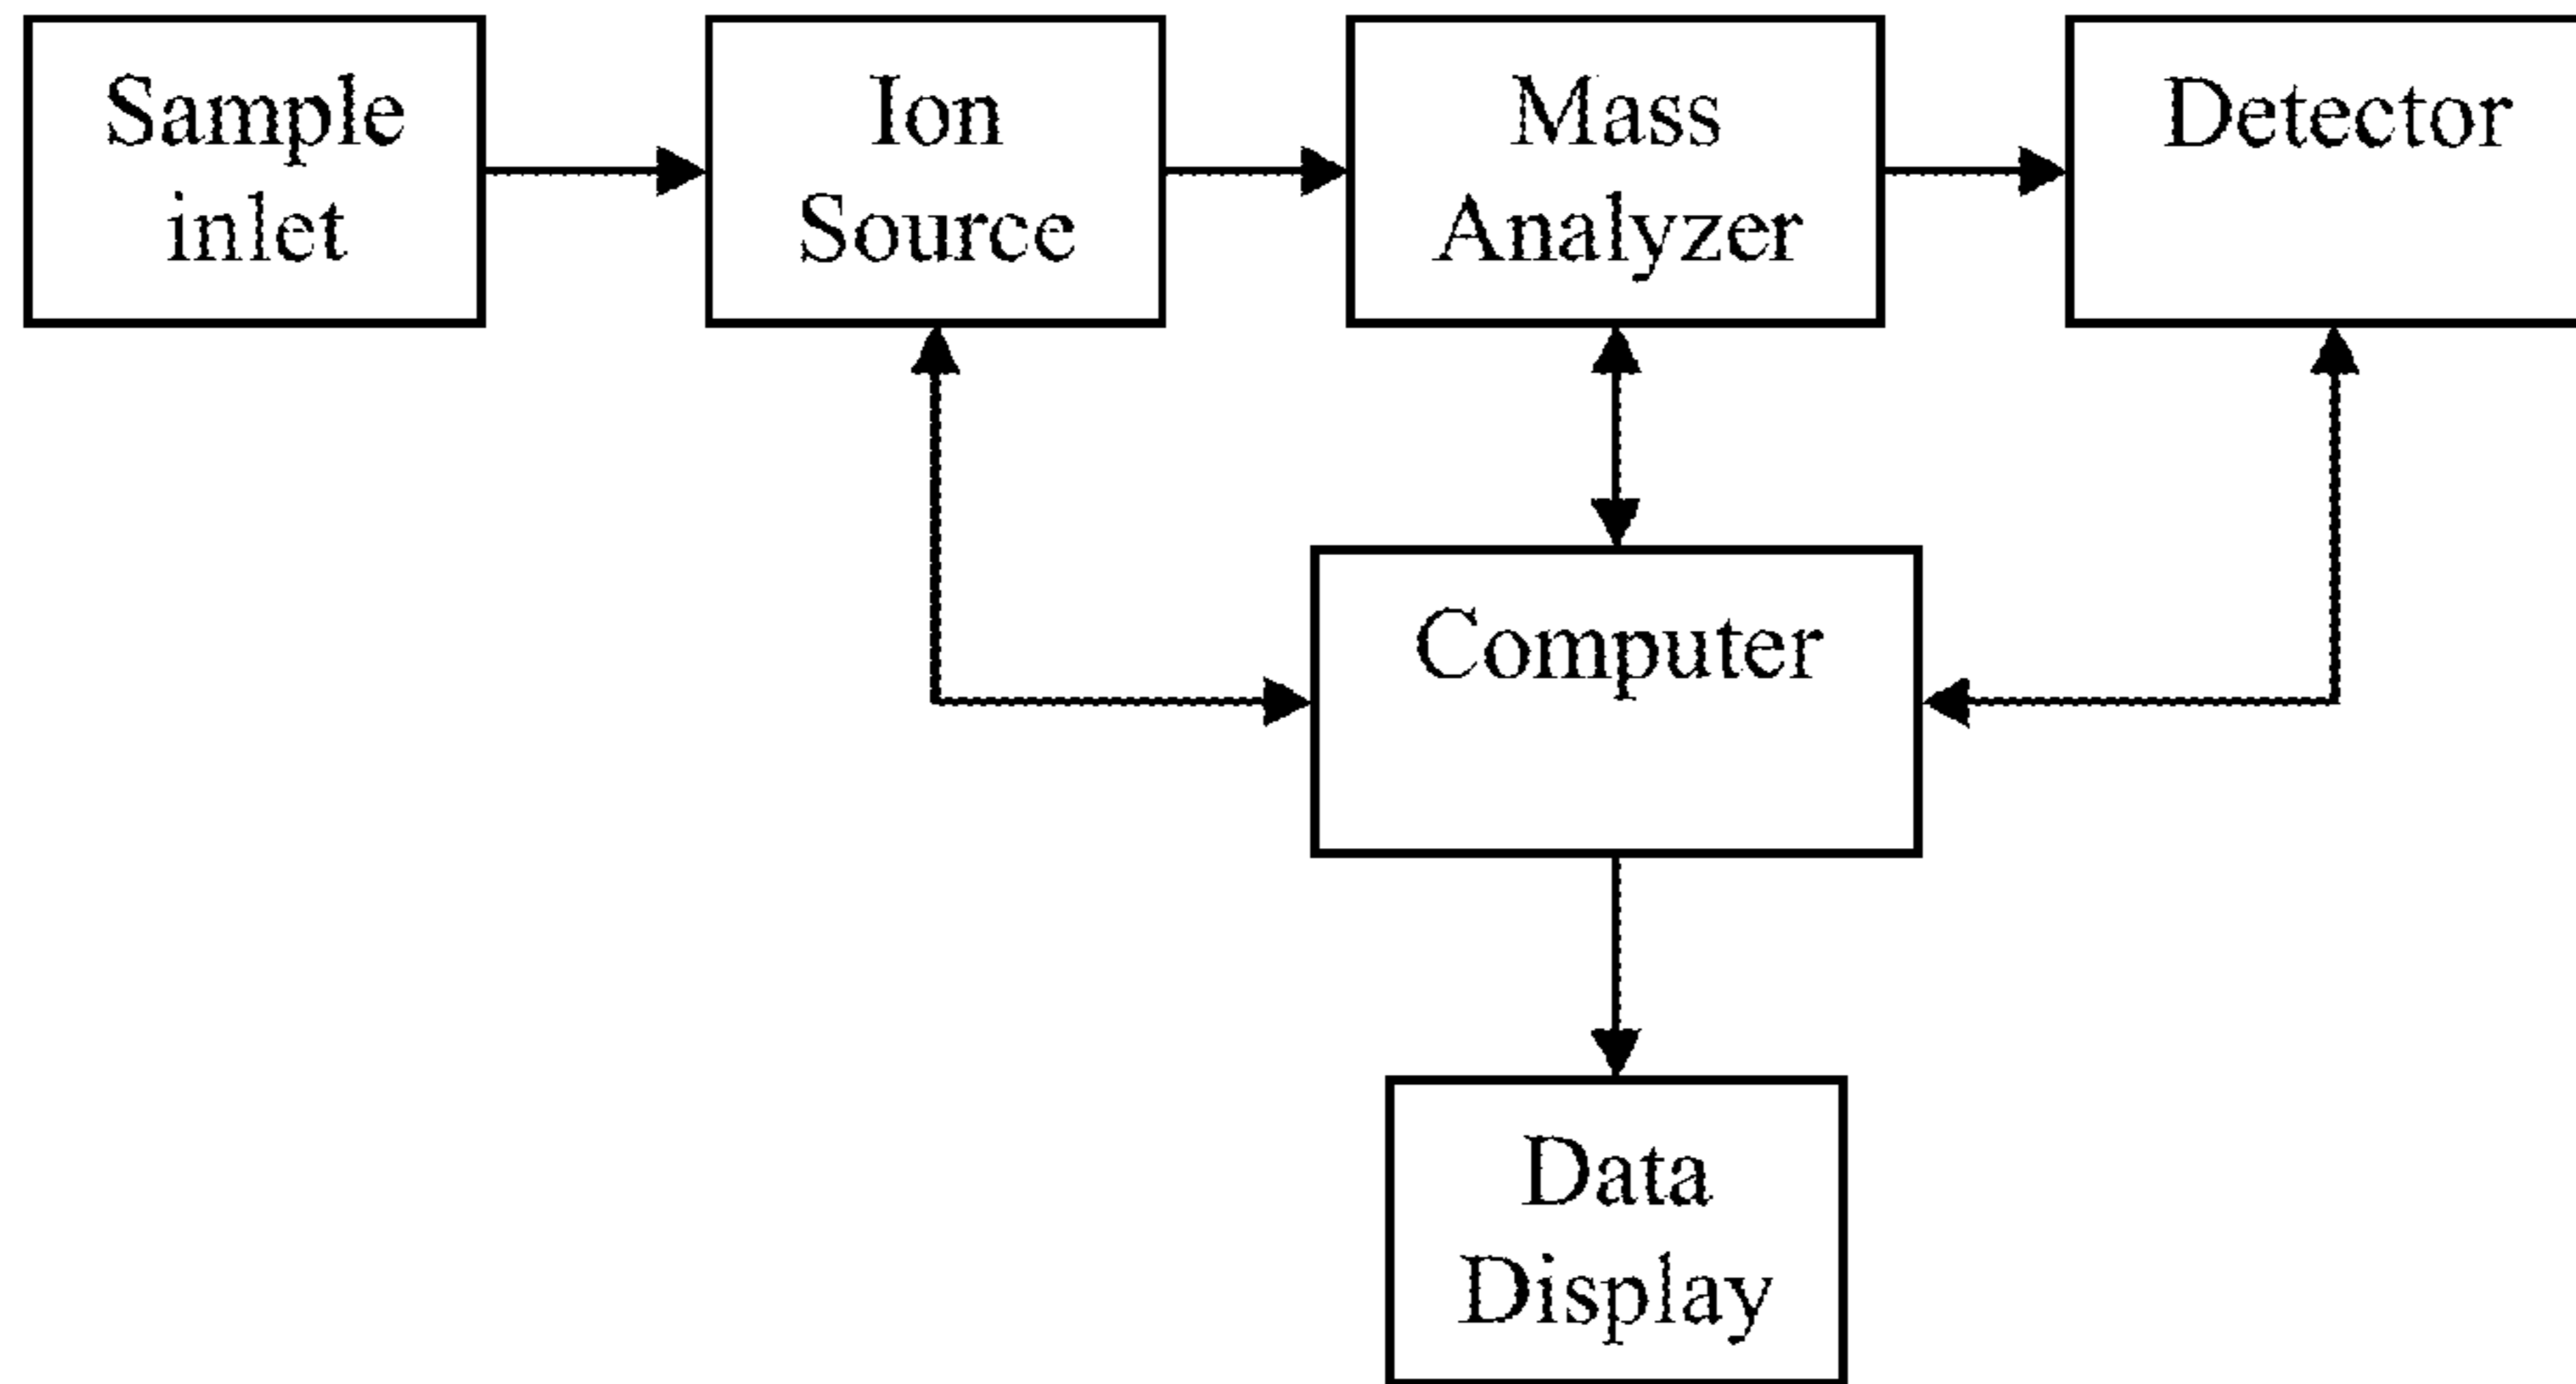 Sample
inlet
Ion
Source
Mass
Analyzer
Detector
Computer
Data
Display